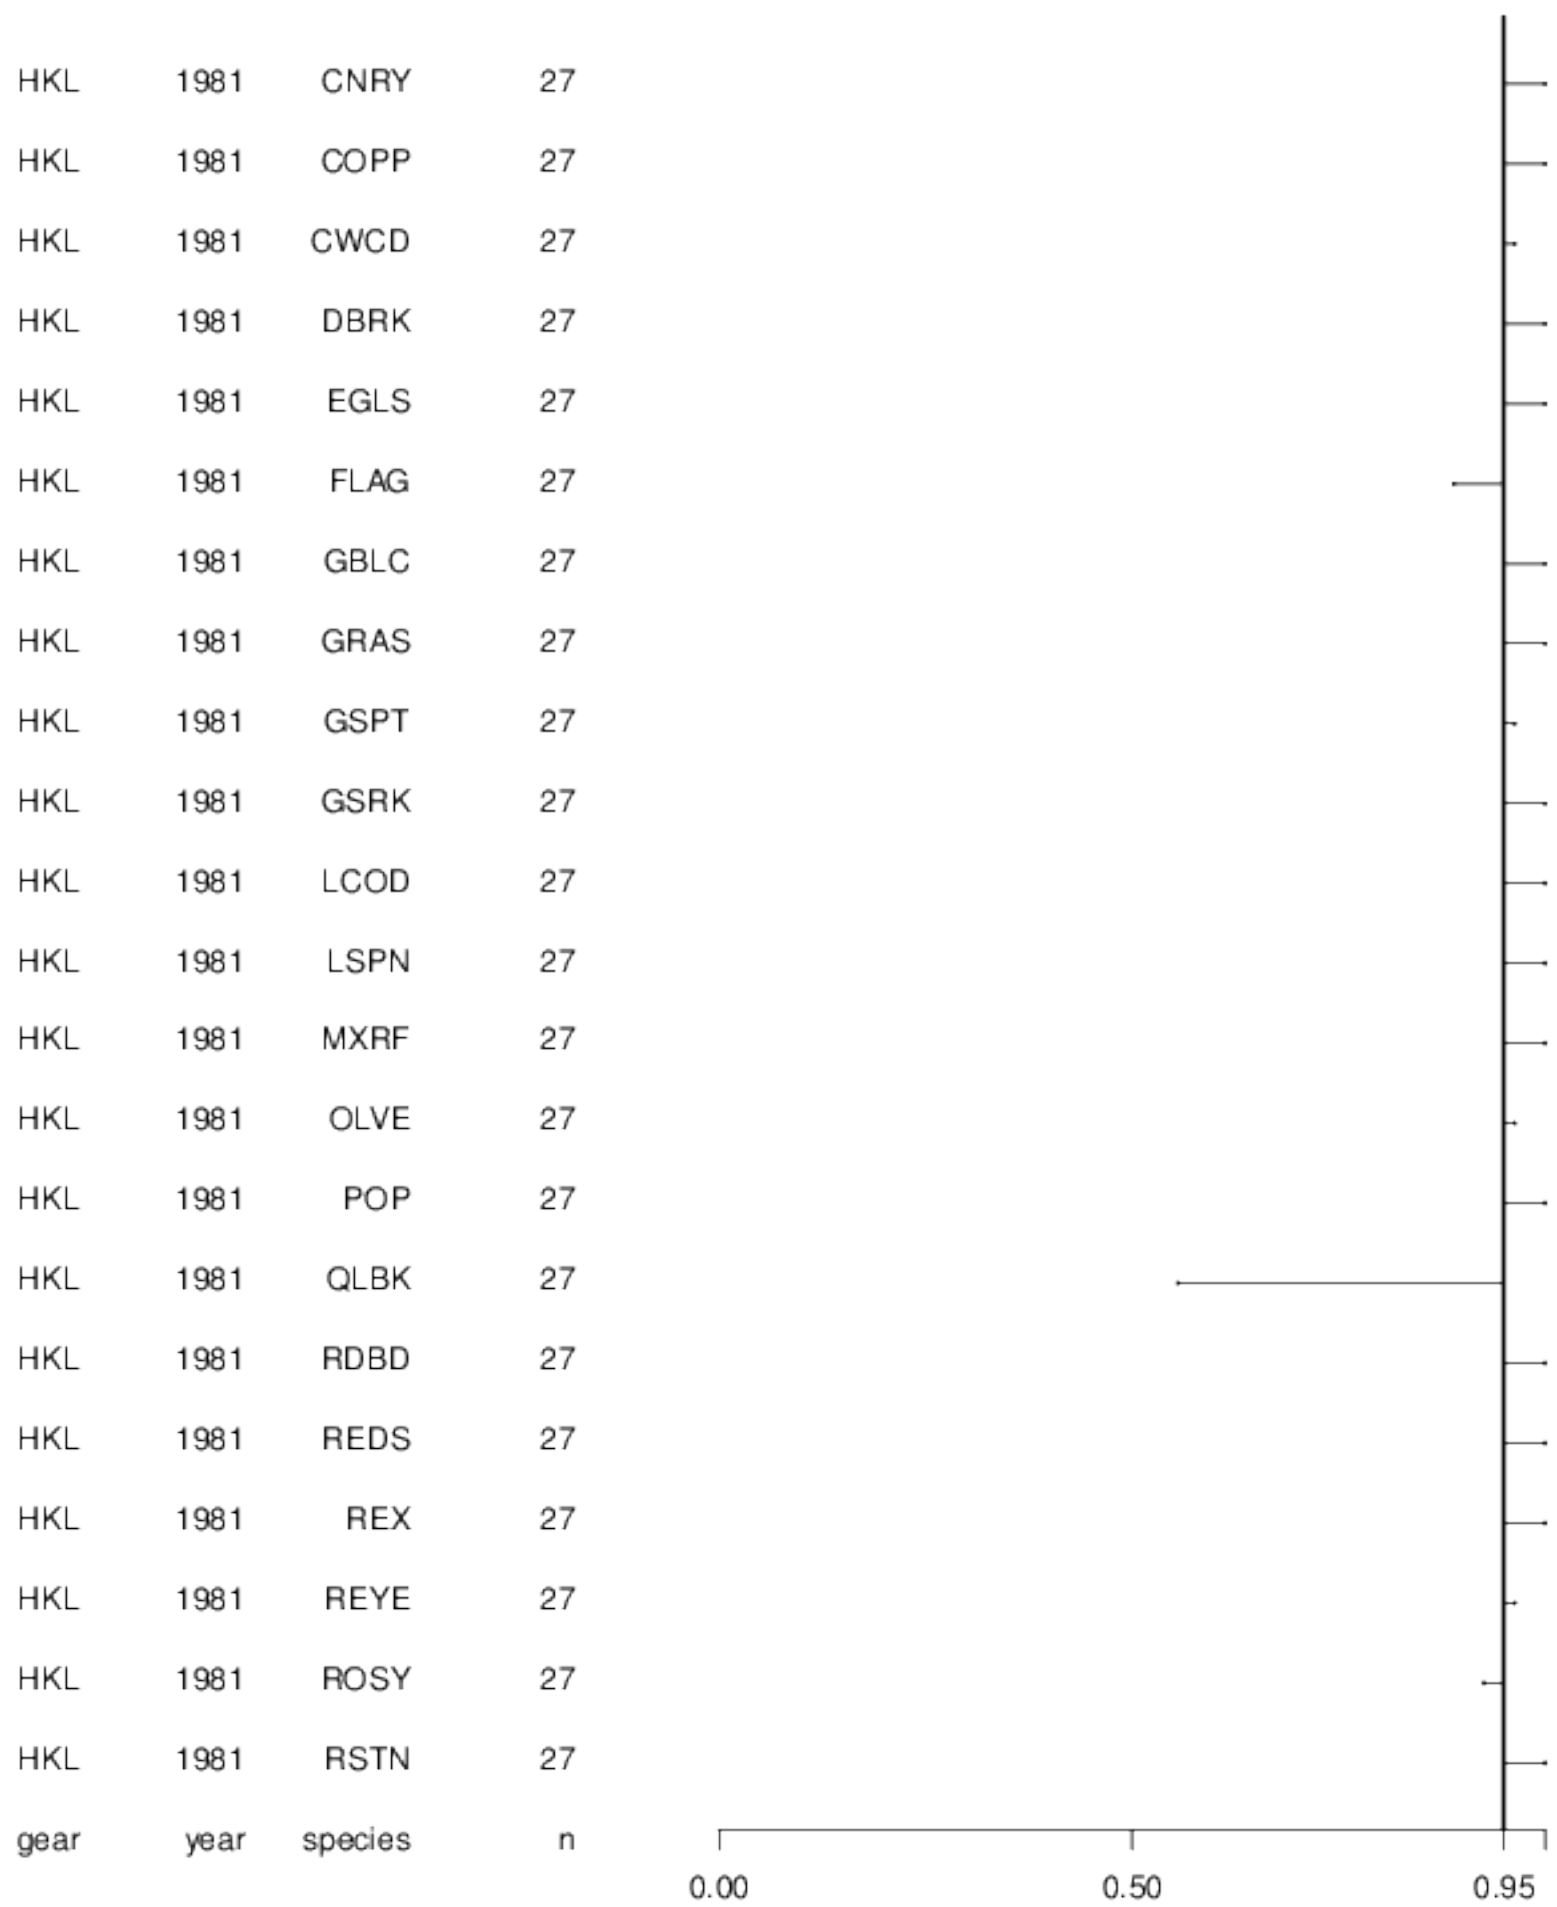 HKL 1981 CNRY 27
HKL 1981 COPP 27
HKL 1981 CWCD 27
HKL 1981 DBRK 27
HKL 1981 EGLS 27
HKL 1981 FLAG 27
HKL 1981 GBLC 27
HKL 1981 GRAS 27
HKL 1981 GSPT 27
HKL 1981 GSRK 27
HKL 1981 LCOD 27
HKL 1981 LSPN 27
HKL 1981 MXRF 27
HKL 1981 OLVE 27
HKL 1981 POP 27
HKL 1981 QLBK 27
HKL 1981 RDBD 27
HKL 1981 REDS 27
HKL 1981 REX 27
HKL 1981 REYE 27
HKL 1981 ROSY 27
HKL 1981 RSTN 27
gear year species n
0.00 0.50 0.95